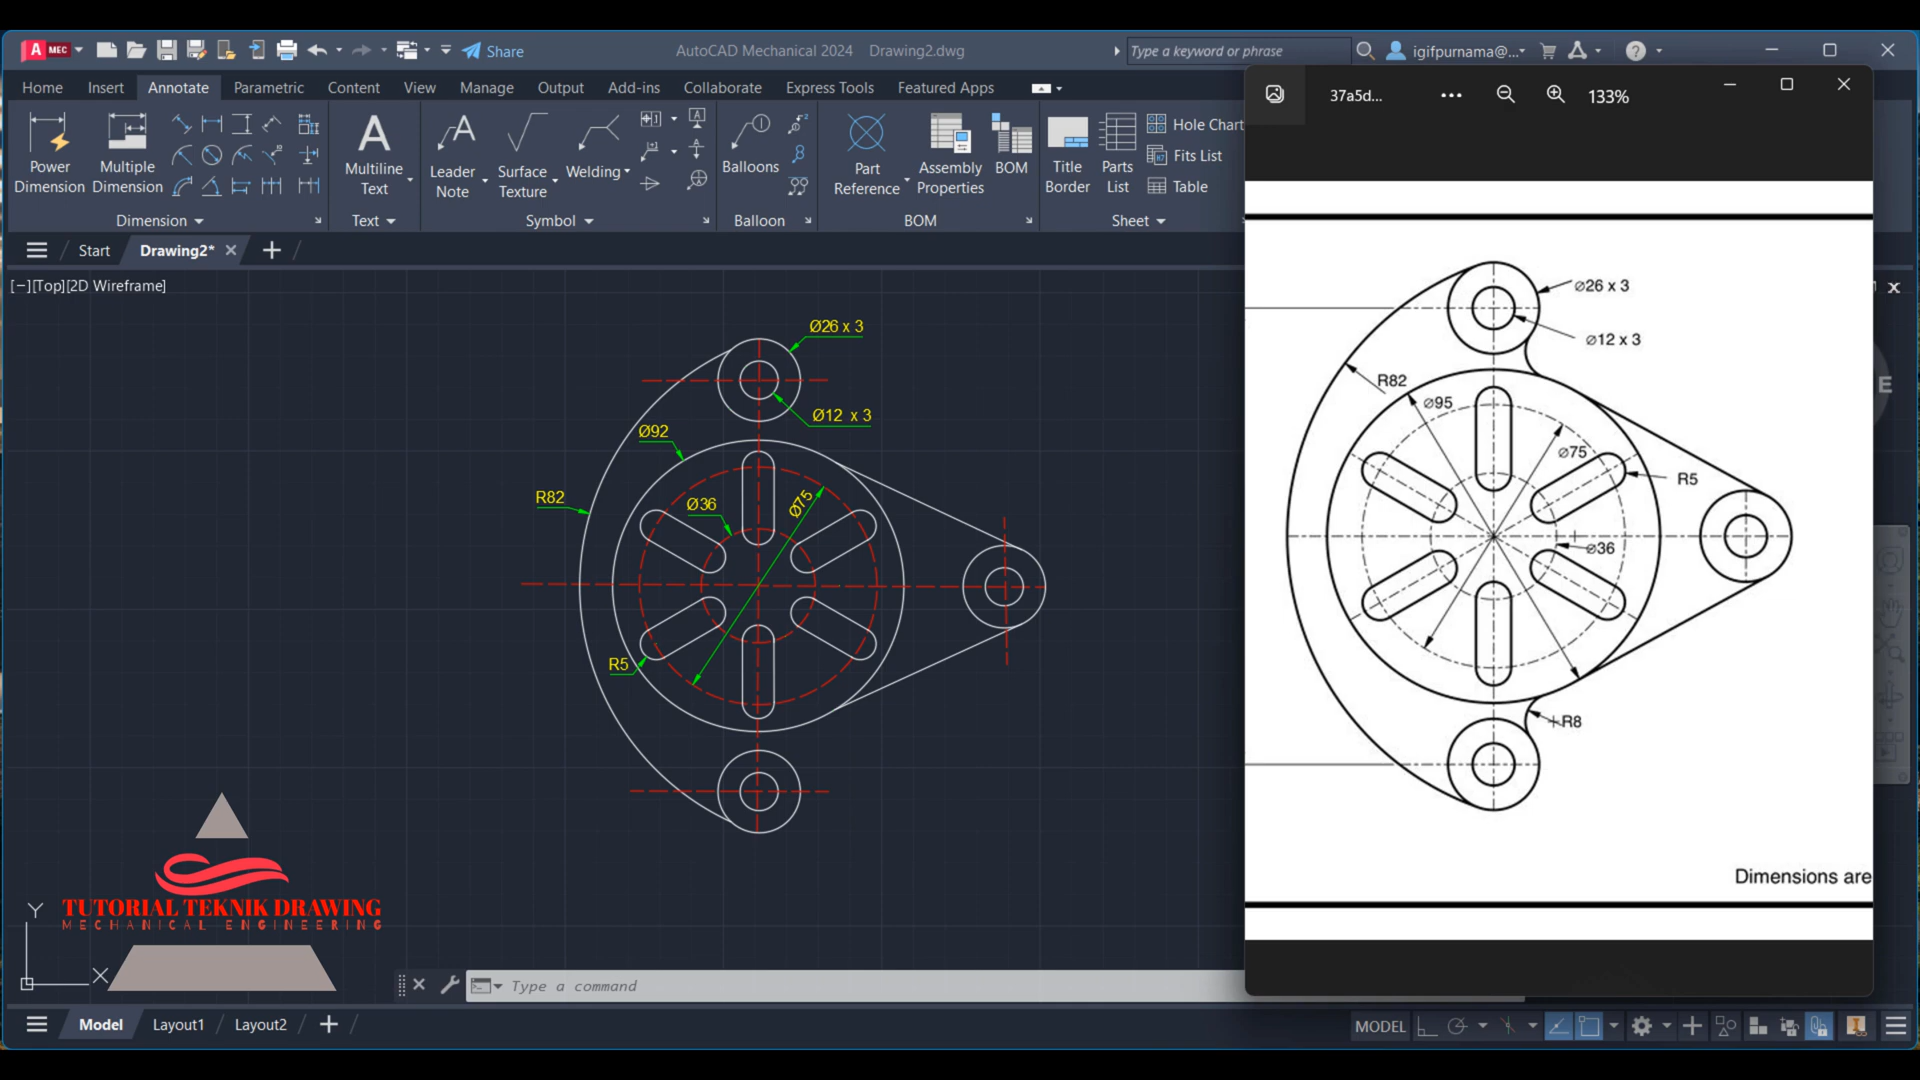 A MEC Share AutoCAD Mechanical 2024 Drawing2.dwg Type a keyword or phrase igifpurnama@...
Home Insert Annotate Parametric Content View Manage Output Add-ins Collaborate Express Tools Featured Apps
Power Dimension
Multiple Dimension
Multiline Text
Leader Note
Surface Texture
Welding
Balloons
Part Reference
Assembly Properties
BOM
Title Border
Parts List
Hole Chart
Fits List
Table
Dimension Text Symbol Balloon BOM Sheet
Start Drawing2*
[−][Top][2D Wireframe]
Ø26 x 3
Ø12 x 3
Ø92
R82
Ø36
Ø75
R5
37a5d... 133%
⌀26 x 3
⌀12 x 3
R82
⌀95
⌀75
R5
⌀36
R8
Dimensions are
E
Y
X
TUTORIAL TEKNIK DRAWING
MECHANICAL ENGINEERING
Type a command
Model Layout1 Layout2
MODEL